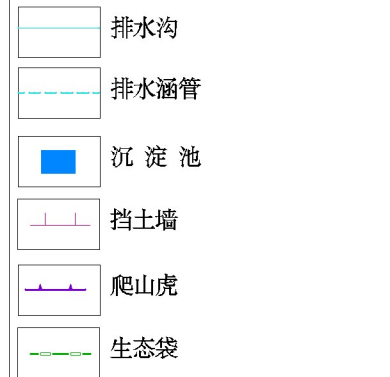 排水沟
排水涵管
沉 淀 池
挡土墙
爬山虎
生态袋